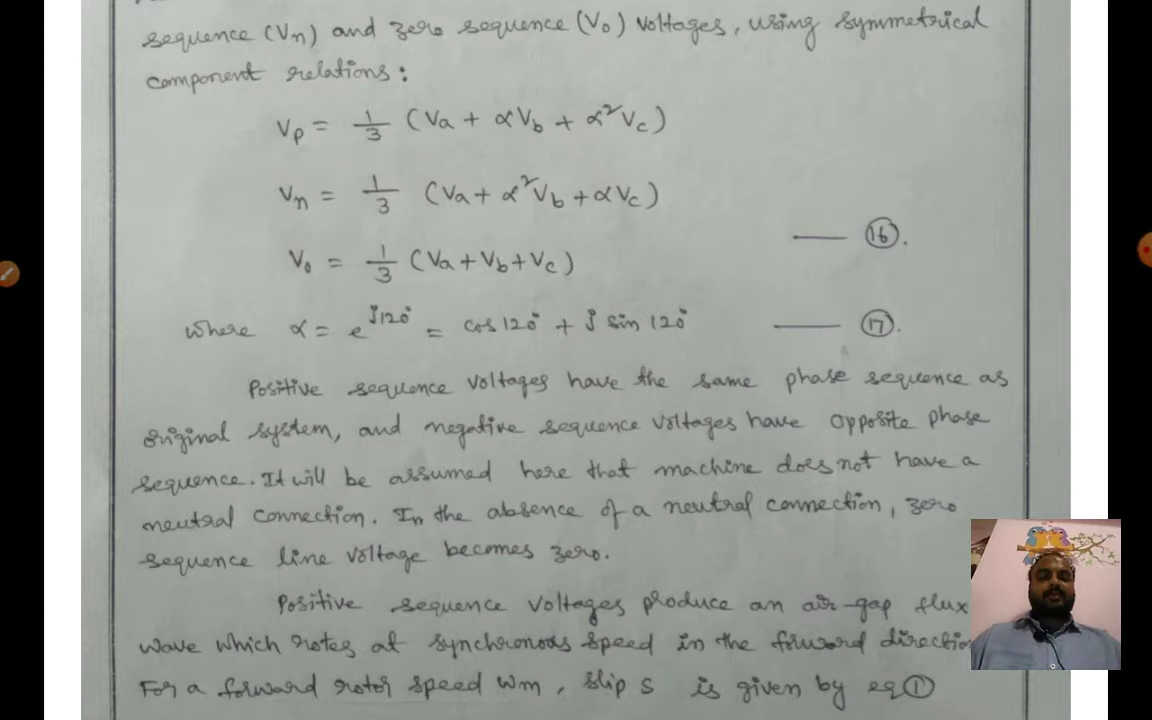 sequence (Vn) and zero sequence (Vo) voltages, using symmetrical
component relations:
Vp = 1/3 (Va + αVb + α²Vc)
Vn = 1/3 (Va + α²Vb + αVc)
—— (16).
Vo = 1/3 (Va + Vb + Vc)
where α = e^j120° = cos120° + j sin 120° —— (17).
Positive sequence voltages have the same phase sequence as
original system, and negative sequence voltages have opposite phase
sequence. It will be assumed here that machine does not have a
neutral connection. In the absence of a neutral connection, zero
sequence line voltage becomes zero.
Positive sequence voltages produce an air-gap flux
wave which rotes at synchronous speed in the forward direction
For a forward rotor speed Wm, slip s is given by eq (1)